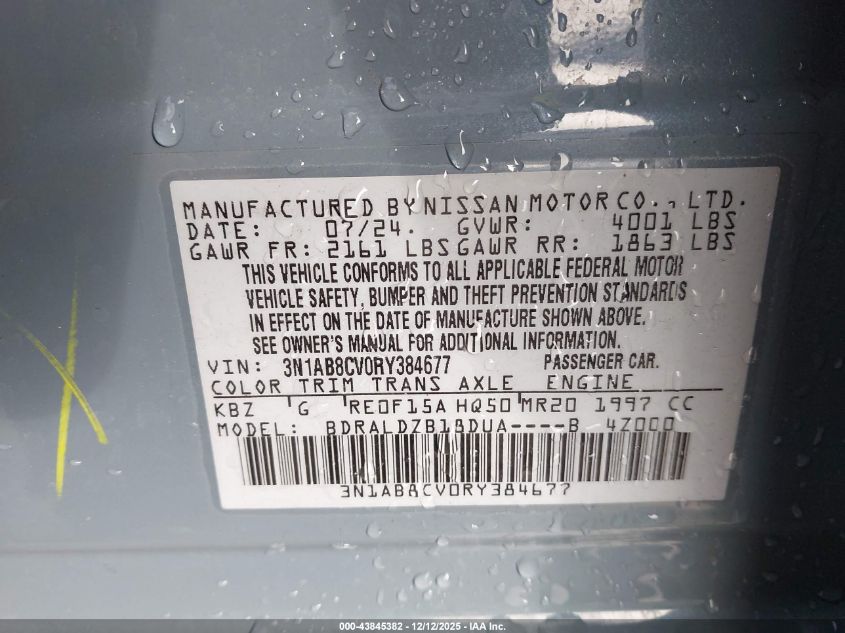 MANUFACTURED BY NISSAN MOTOR CO., LTD.
DATE: 07/24. GVWR: 4001 LBS
GAWR FR: 2161 LBS GAWR RR: 1863 LBS
THIS VEHICLE CONFORMS TO ALL APPLICABLE FEDERAL MOTOR
VEHICLE SAFETY, BUMPER AND THEFT PREVENTION STANDARDS
IN EFFECT ON THE DATE OF MANUFACTURE SHOWN ABOVE.
SEE OWNER'S MANUAL FOR ADDITIONAL INFORMATION.
VIN: 3N1AB8CV0RY384677 PASSENGER CAR.
COLOR TRIM TRANS AXLE ENGINE
KBZ G RE0F15A HQ50 MR20 1997 CC
MODEL: BDRALDZB18DUA----B 4Z000
3N1AB8CV0RY384677
000-43845382 - 12/12/2025 - IAA Inc.